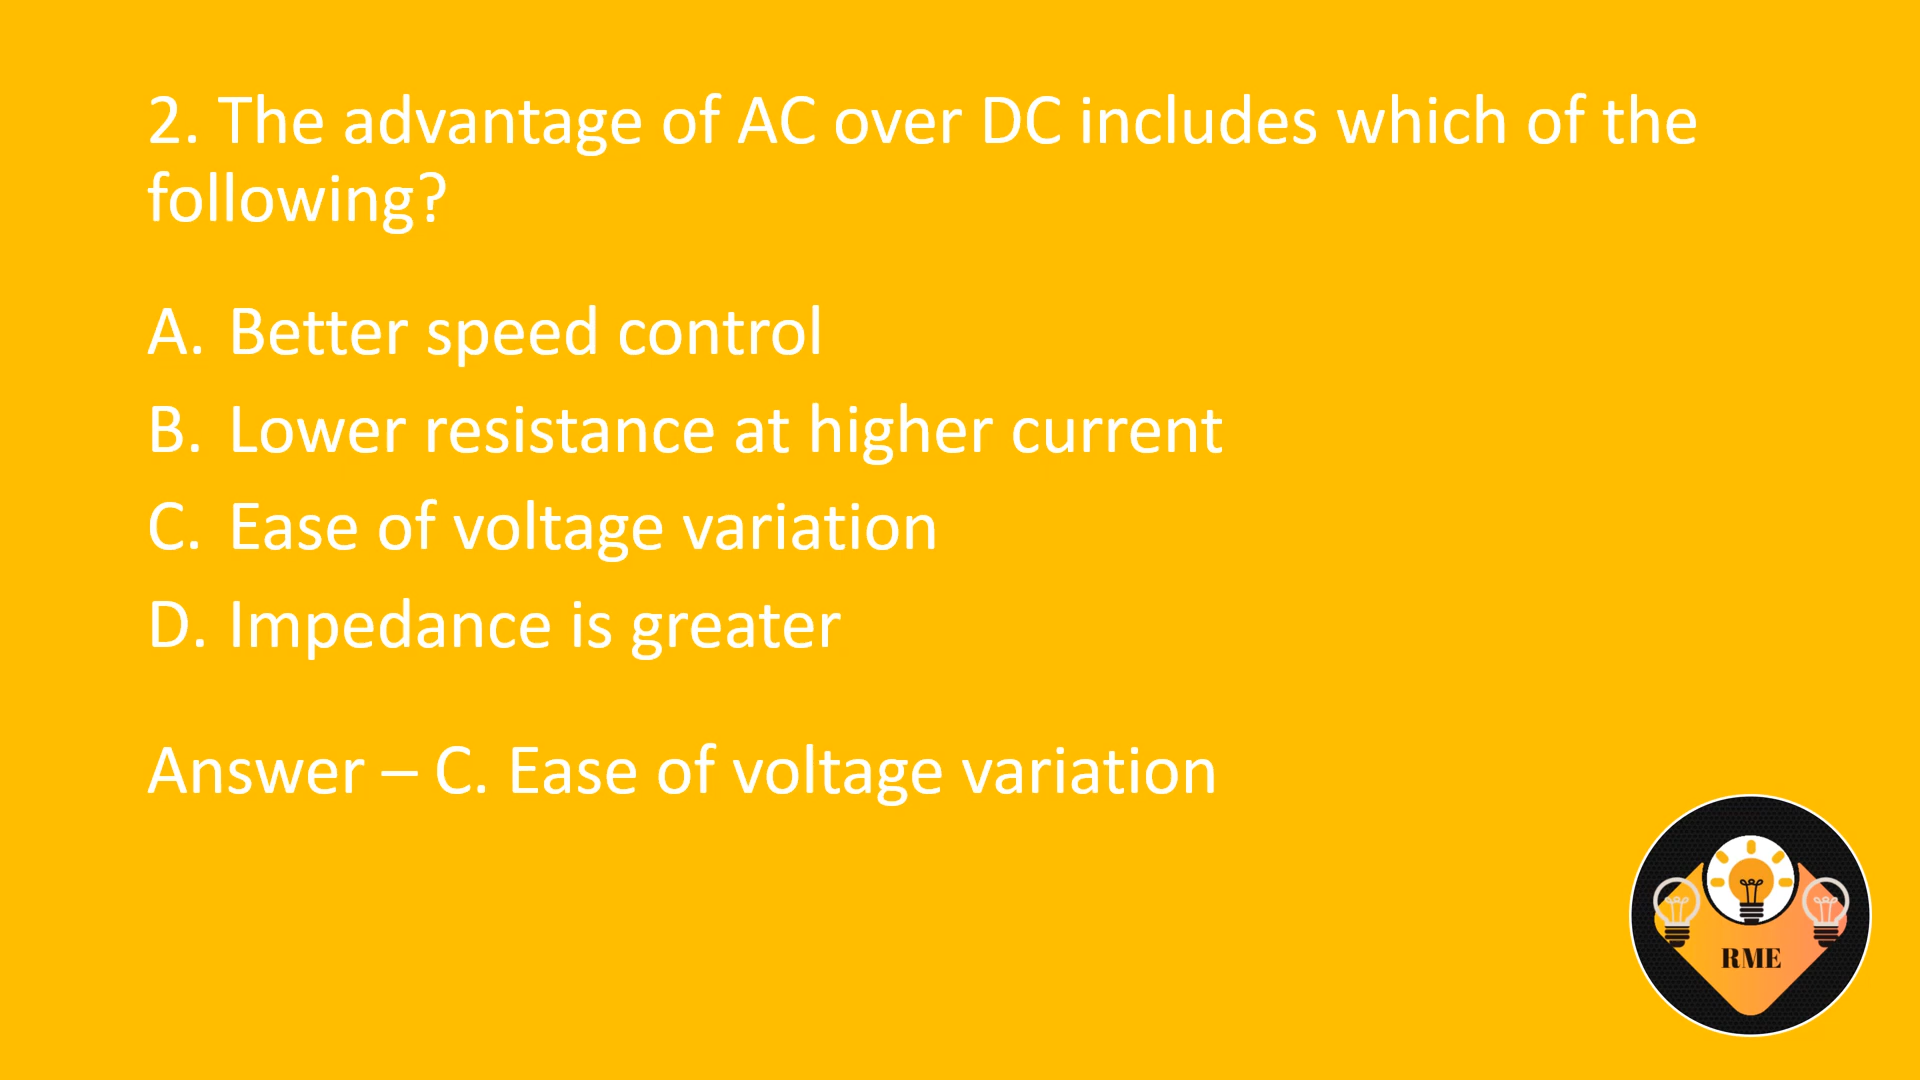 2. The advantage of AC over DC includes which of the
following?
A. Better speed control
B. Lower resistance at higher current
C. Ease of voltage variation
D. Impedance is greater
Answer – C. Ease of voltage variation
RME